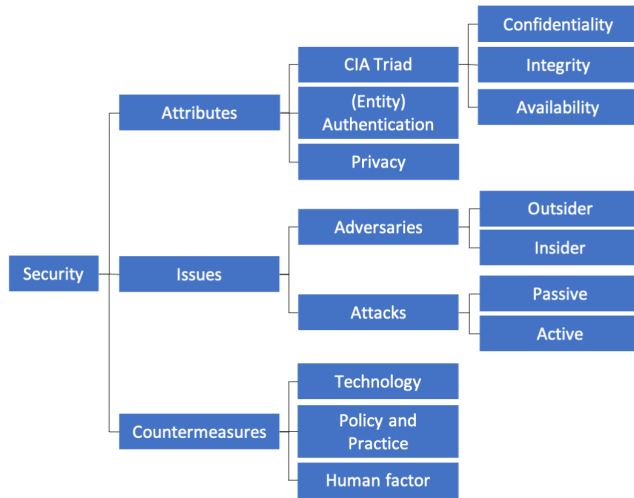 Security
Attributes
CIA Triad
Confidentiality
Integrity
Availability
(Entity)
Authentication
Privacy
Issues
Adversaries
Outsider
Insider
Attacks
Passive
Active
Countermeasures
Technology
Policy and
Practice
Human factor